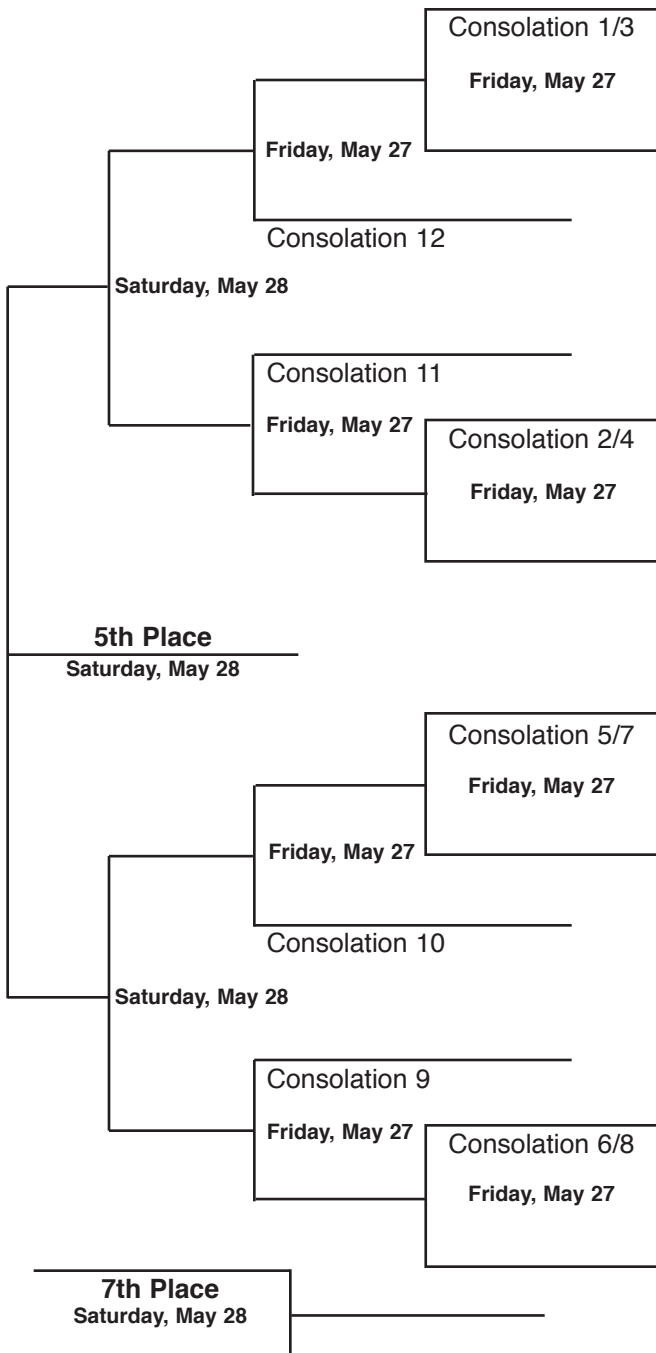 Consolation 1/3
Friday, May 27
Friday, May 27
Consolation 12
Saturday, May 28
Consolation 11
Friday, May 27
Consolation 2/4
Friday, May 27
5th Place
Saturday, May 28
Consolation 5/7
Friday, May 27
Friday, May 27
Consolation 10
Saturday, May 28
Consolation 9
Friday, May 27
Consolation 6/8
Friday, May 27
7th Place
Saturday, May 28